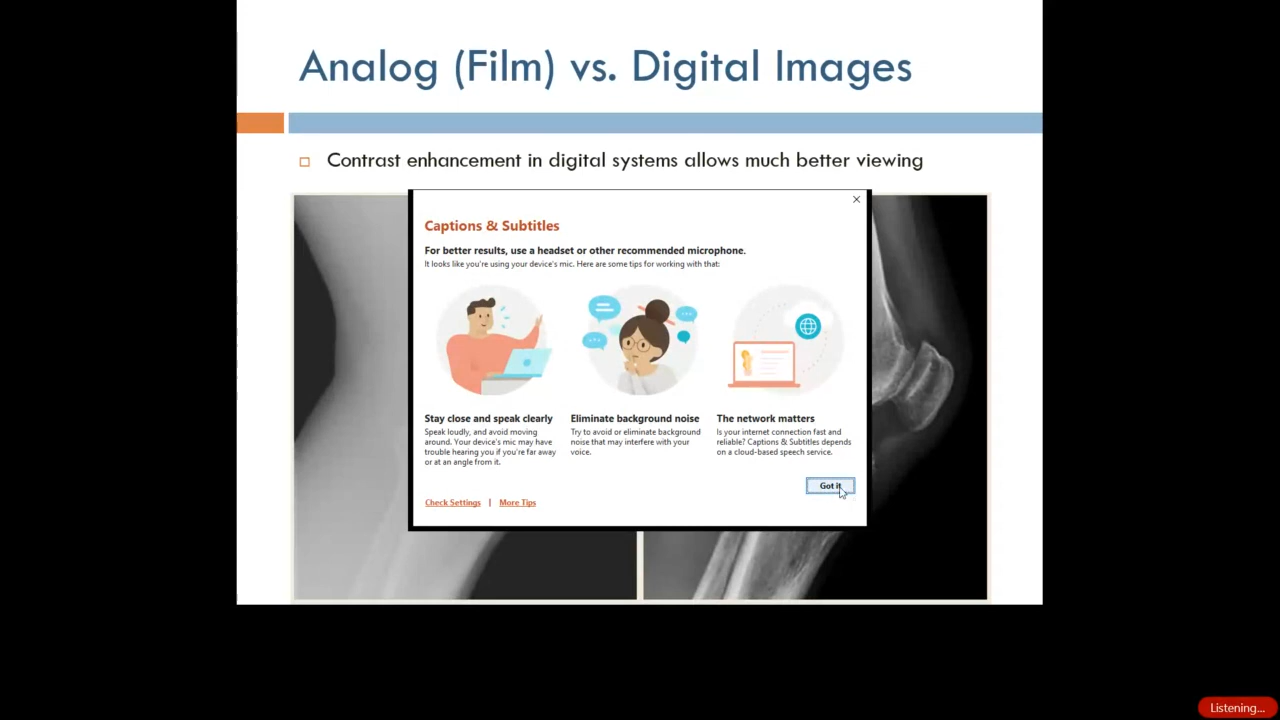 Analog (Film) vs. Digital Images
Contrast enhancement in digital systems allows much better viewing
Captions & Subtitles
For better results, use a headset or other recommended microphone.
It looks like you're using your device's mic. Here are some tips for working with that:
Stay close and speak clearly
Speak loudly, and avoid moving
around. Your device's mic may have
trouble hearing you if you're far away
or at an angle from it.
Eliminate background noise
Try to avoid or eliminate background
noise that may interfere with your
voice.
The network matters
Is your internet connection fast and
reliable? Captions & Subtitles depends
on a cloud-based speech service.
Got it
Check Settings | More Tips
Listening...